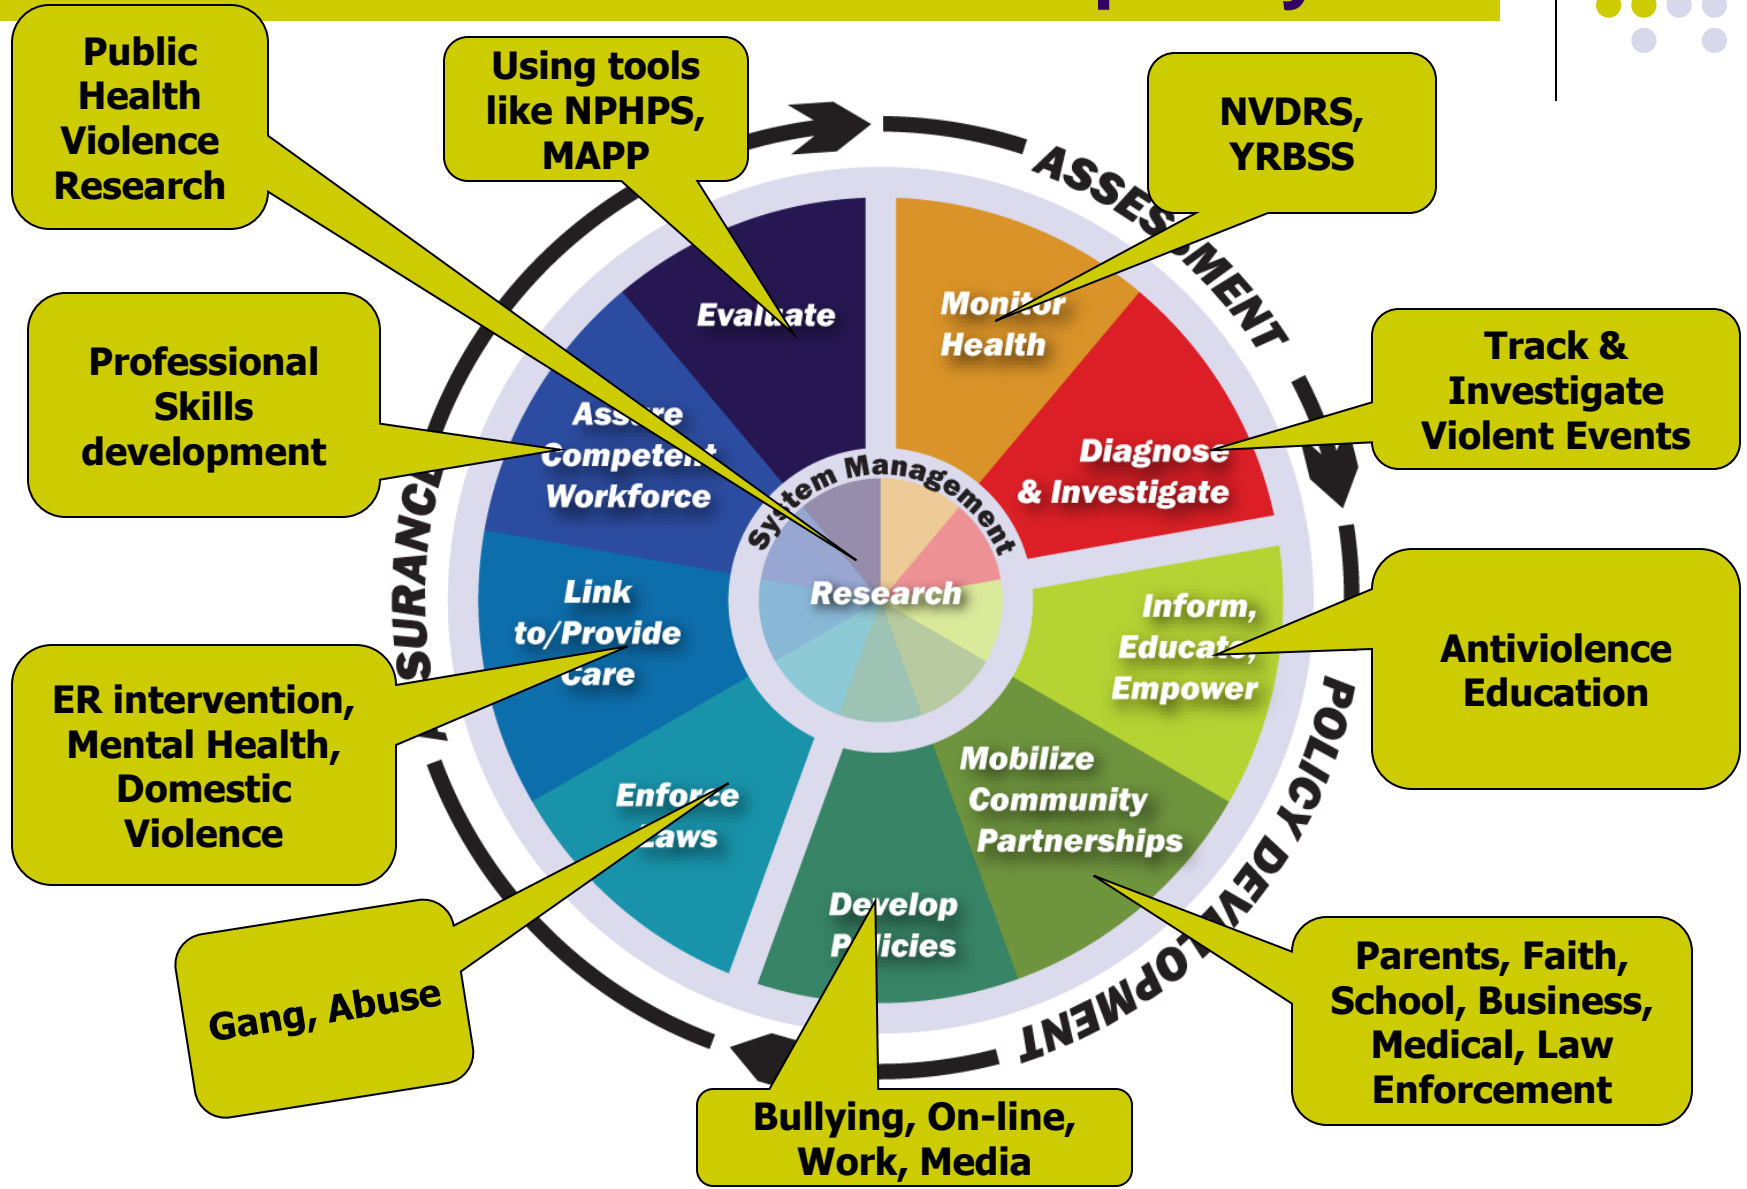 Public
Health
Violence
Research
Using tools
like NPHPS,
MAPP
NVDRS,
YRBSS
ASSESSMENT
Evaluate
Monitor
Health
Track &
Investigate
Violent Events
Professional
Skills
development
Assure
Competent
Workforce
Diagnose
& Investigate
System Management
Research
Link
to/Provide
Care
Inform,
Educate,
Empower
Antiviolence
Education
ER intervention,
Mental Health,
Domestic
Violence
Enforce
Laws
Mobilize
Community
Partnerships
POLICY DEVELOPMENT
Develop
Policies
Gang, Abuse
Parents, Faith,
School, Business,
Medical, Law
Enforcement
Bullying, On-line,
Work, Media